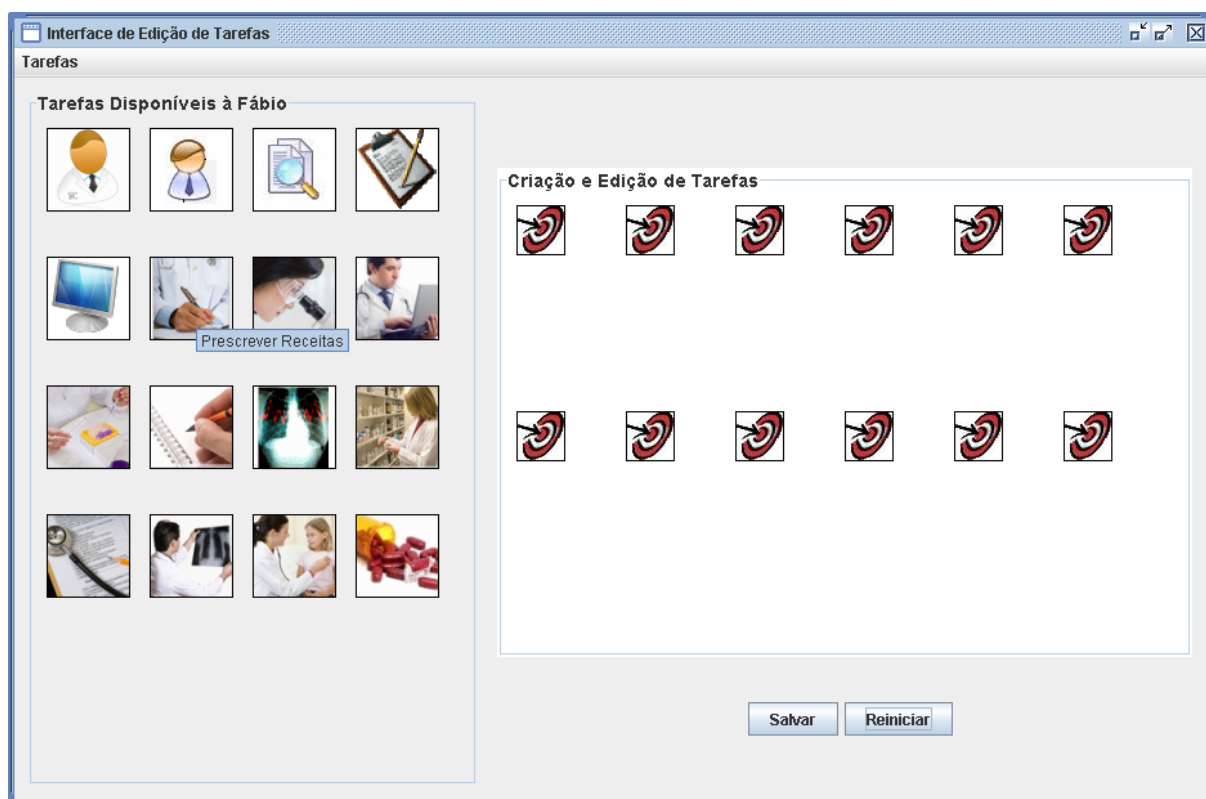 Interface de Edição de Tarefas
Tarefas
Tarefas Disponíveis à Fábio
Prescrever Receitas
Criação e Edição de Tarefas
Salvar
Reiniciar